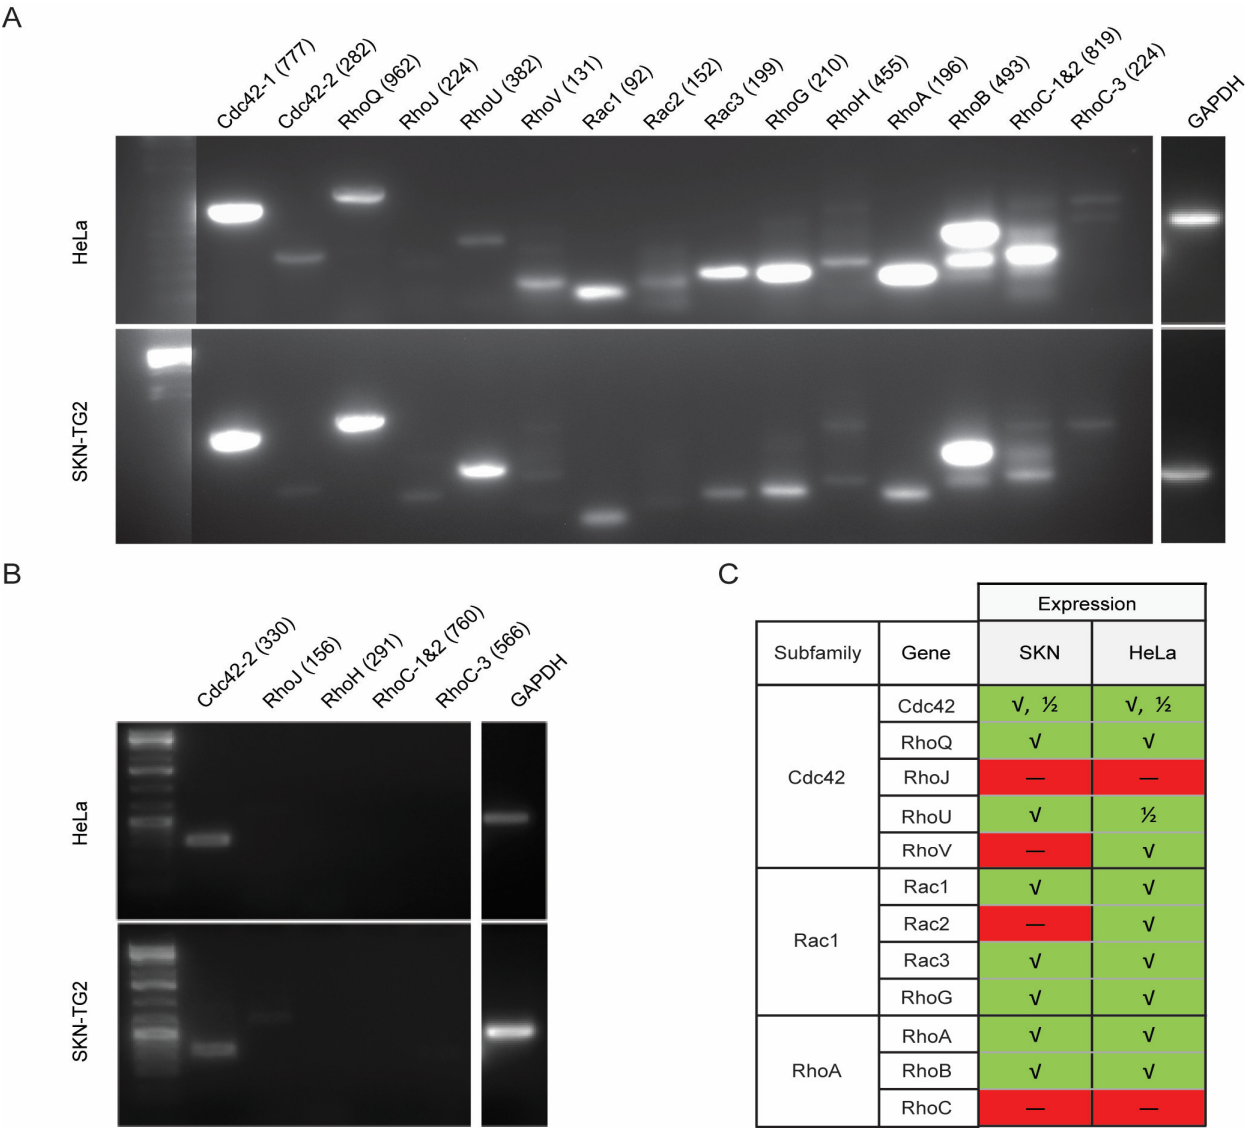 A
Cdc42-1 (777)
Cdc42-2 (282)
RhoQ (962)
RhoJ (224)
RhoU (382)
RhoV (131)
Rac1 (92)
Rac2 (152)
Rac3 (199)
RhoG (210)
RhoH (455)
RhoA (196)
RhoB (493)
RhoC-1&2 (819)
RhoC-3 (224)
GAPDH
HeLa
SKN-TG2
B
Cdc42-2 (330)
RhoJ (156)
RhoH (291)
RhoC-1&2 (760)
RhoC-3 (566)
GAPDH
HeLa
SKN-TG2
C
Expression
Subfamily Gene SKN HeLa
Cdc42
Cdc42 √, ½ √, ½
RhoQ √ √
RhoJ — —
RhoU √ ½
RhoV — √
Rac1
Rac1 √ √
Rac2 — √
Rac3 √ √
RhoG √ √
RhoA
RhoA √ √
RhoB √ √
RhoC — —